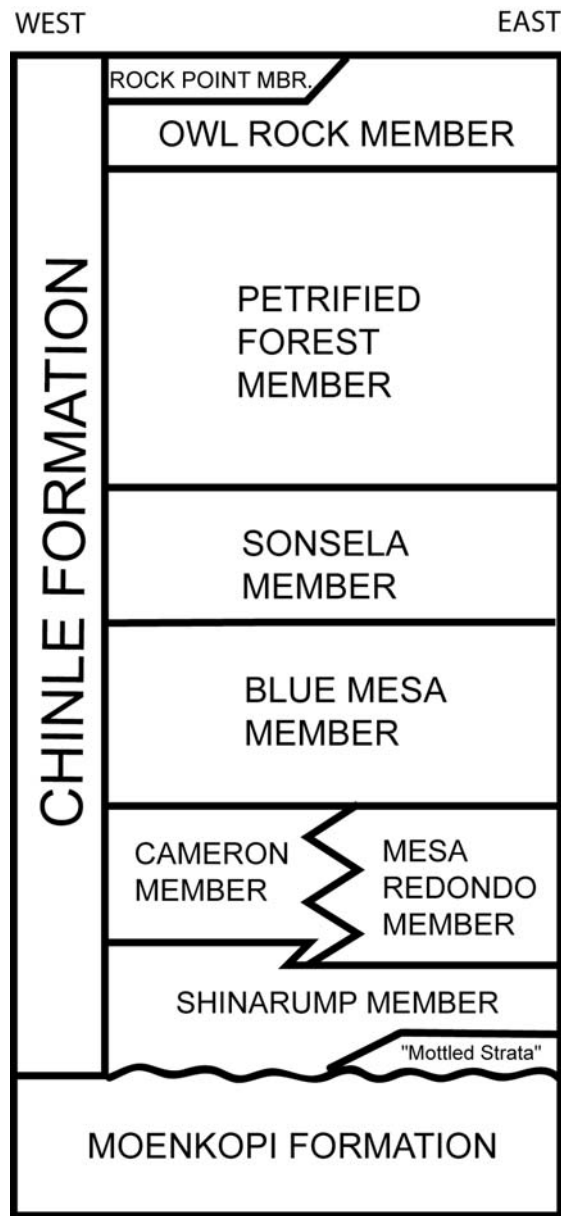 WEST
EAST
CHINLE FORMATION
ROCK POINT MBR.
OWL ROCK MEMBER
PETRIFIED
FOREST
MEMBER
SONSELA
MEMBER
BLUE MESA
MEMBER
CAMERON
MEMBER
MESA
REDONDO
MEMBER
SHINARUMP MEMBER
"Mottled Strata"
MOENKOPI FORMATION